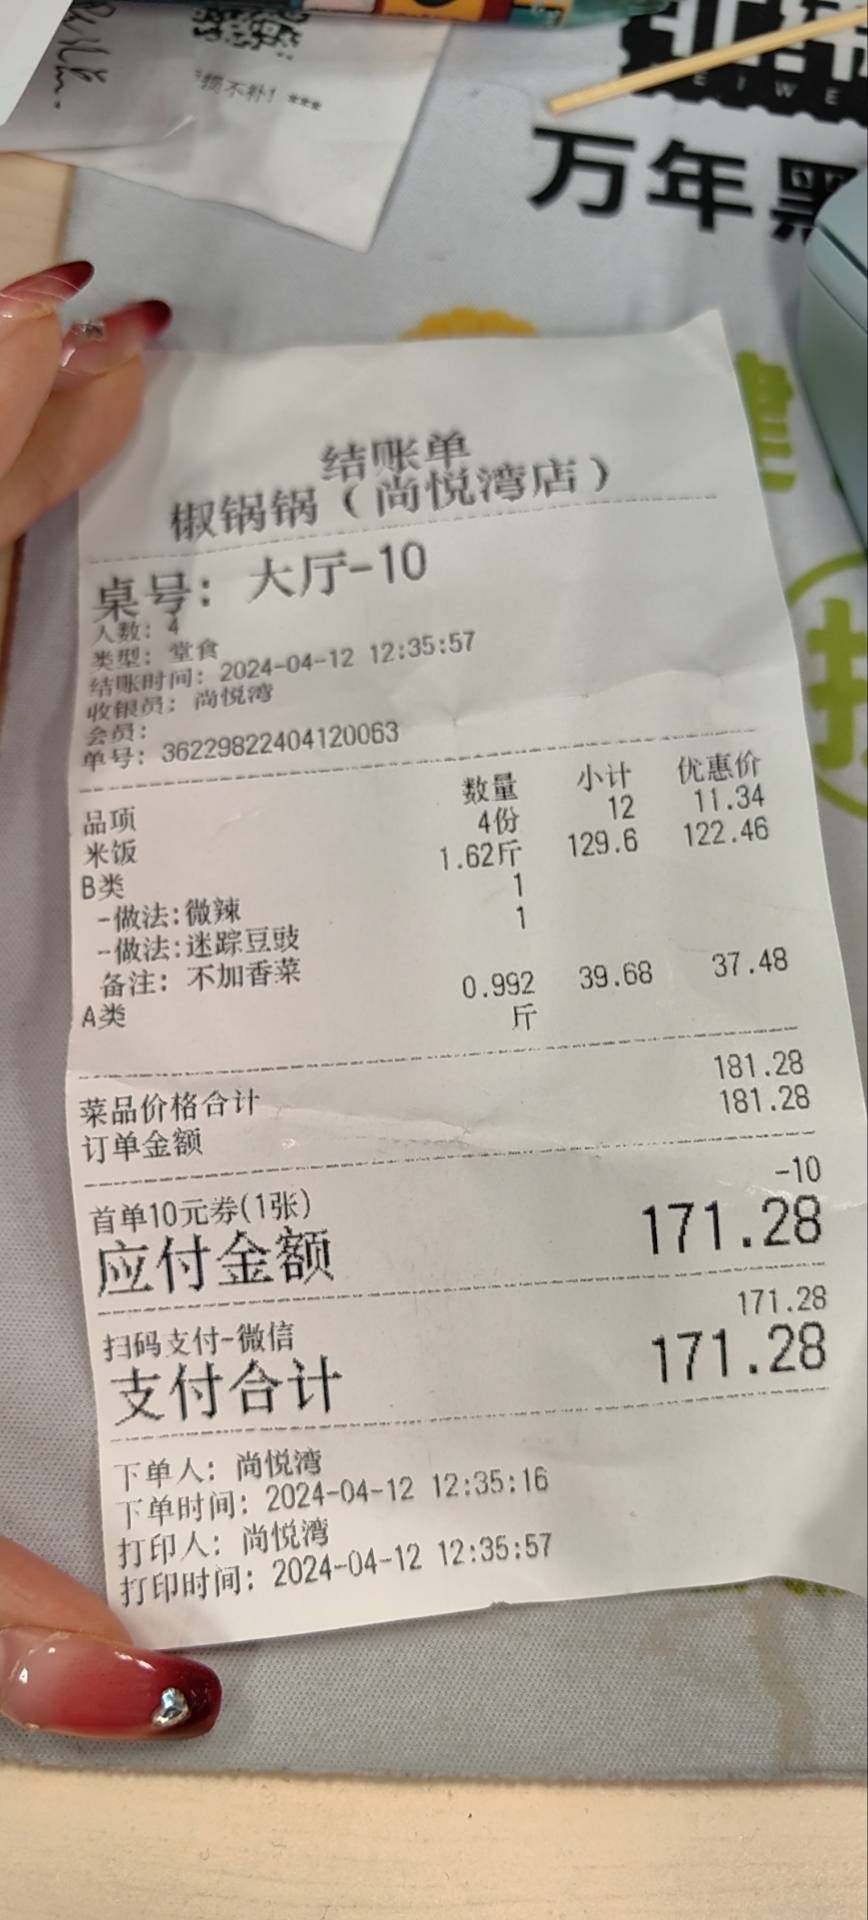 损不补! ***
EIWE
万年黑
结账单
椒锅锅（尚悦湾店）
桌号: 大厅-10
人数: 4
类型: 堂食
结账时间: 2024-04-12 12:35:57
收银员: 尚悦湾
会员:
单号: 36229822404120063
品项 数量 小计 优惠价
米饭 4份 12 11.34
B类 1.62斤 129.6 122.46
-做法:微辣 1
-做法:迷踪豆豉 1
备注: 不加香菜
A类 0.992斤 39.68 37.48
菜品价格合计 181.28
订单金额 181.28
首单10元券(1张) -10
应付金额 171.28
扫码支付-微信 171.28
支付合计 171.28
下单人: 尚悦湾
下单时间: 2024-04-12 12:35:16
打印人: 尚悦湾
打印时间: 2024-04-12 12:35:57